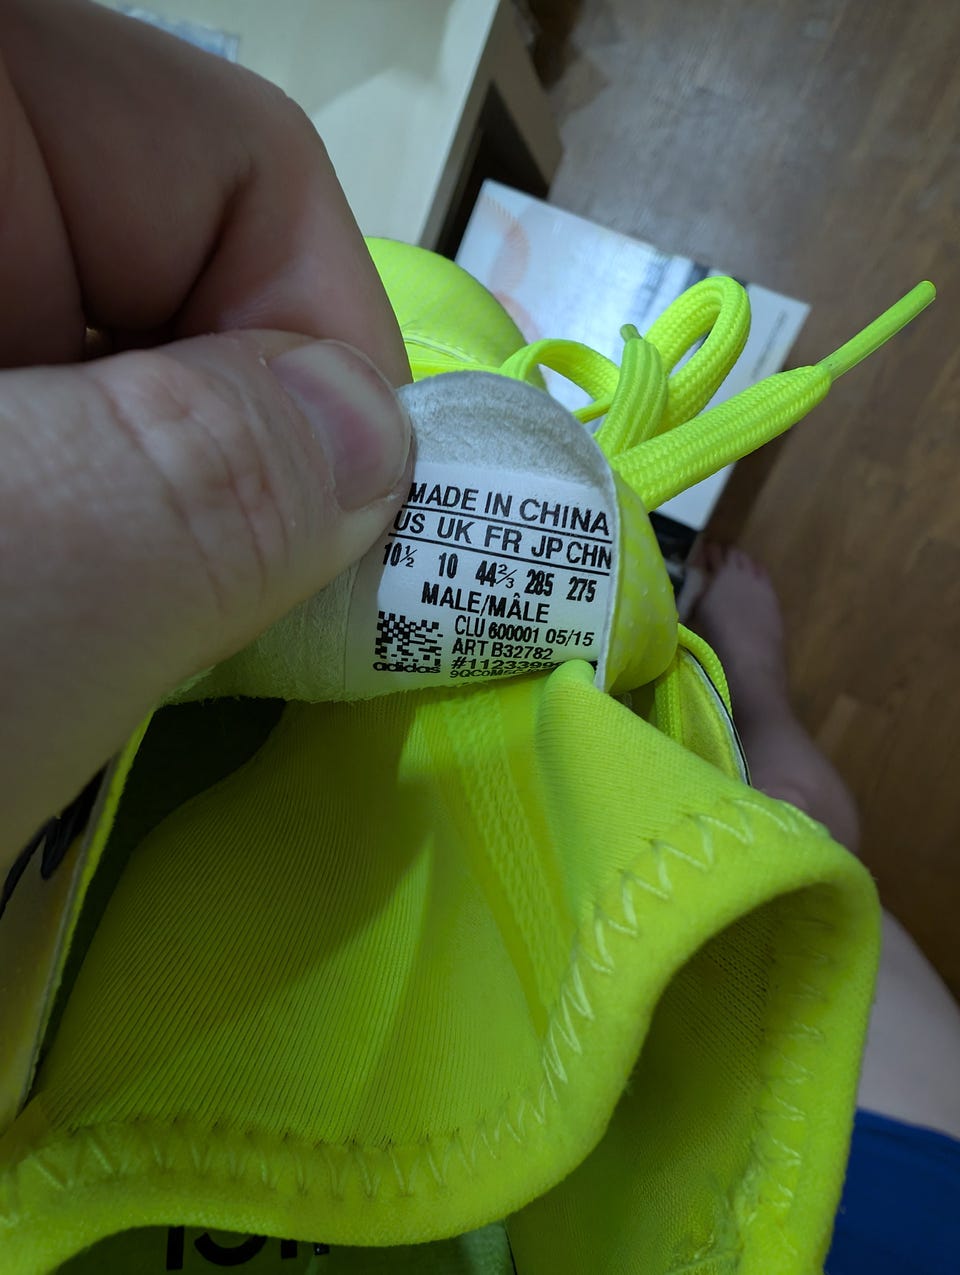 MADE IN CHINA
US UK FR JP CHN
10½ 10 44⅔ 285 275
MALE/MÂLE
CLU 600001 05/15
ART B32782
adidas